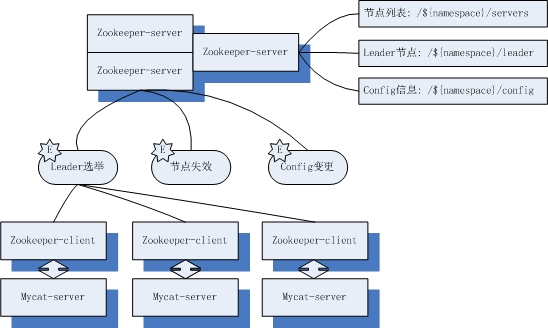 Zookeeper-server
Zookeeper-server
Zookeeper-server
节点列表: /${namespace}/servers
Leader节点: /${namespace}/leader
Config信息: /${namespace}/config
E
Leader选举
E
节点失效
E
Config变更
Zookeeper-client
Zookeeper-client
Zookeeper-client
Mycat-server
Mycat-server
Mycat-server